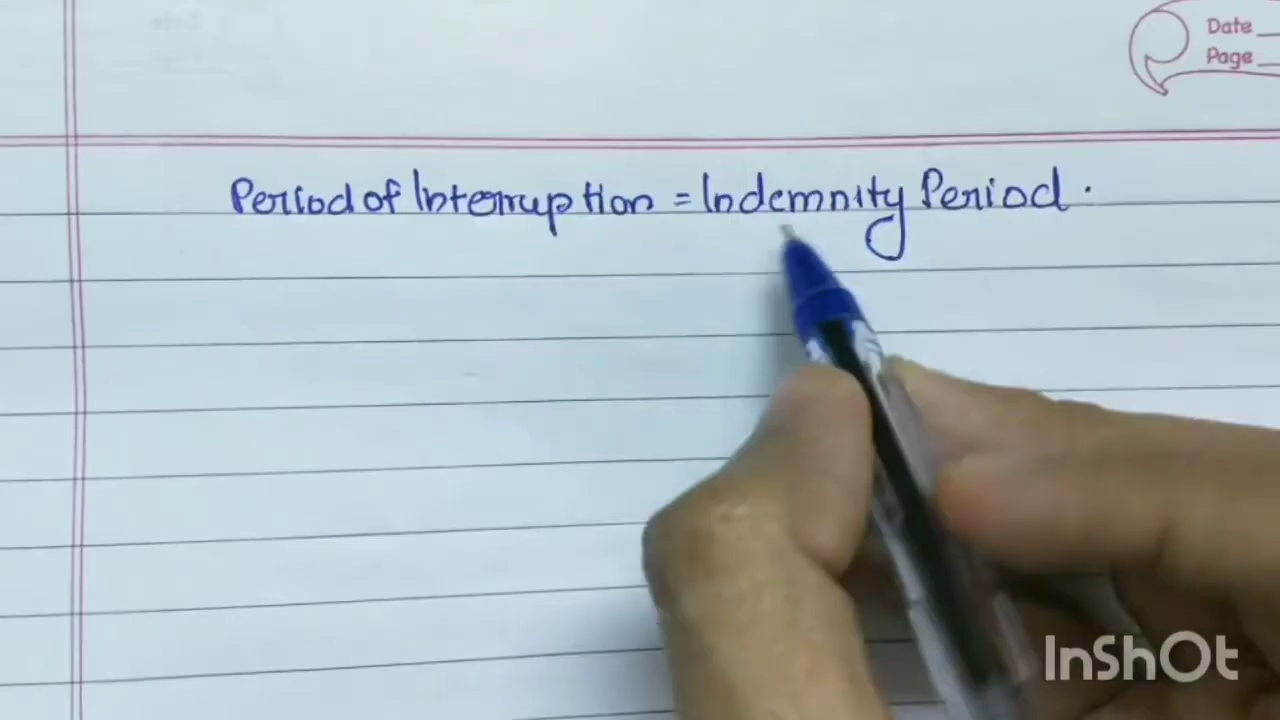 Date
Page
Period of Interruption = Indemnity Period.
InShOt